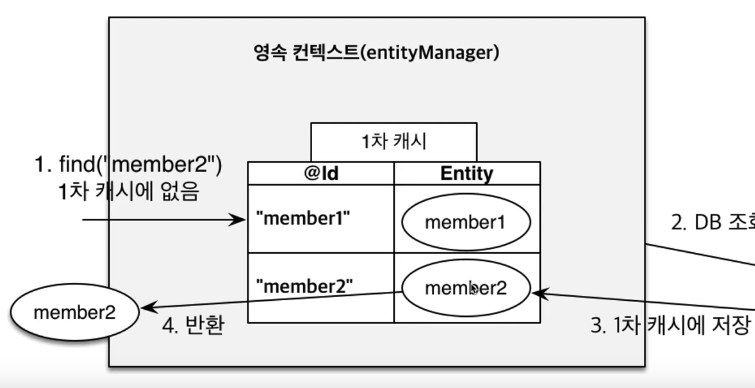 영속 컨텍스트(entityManager)
1차 캐시
1. find("member2")
1차 캐시에 없음
@Id
Entity
"member1"
member1
2. DB
"member2"
member2
member2
4. 반환
3. 1차 캐시에 저장